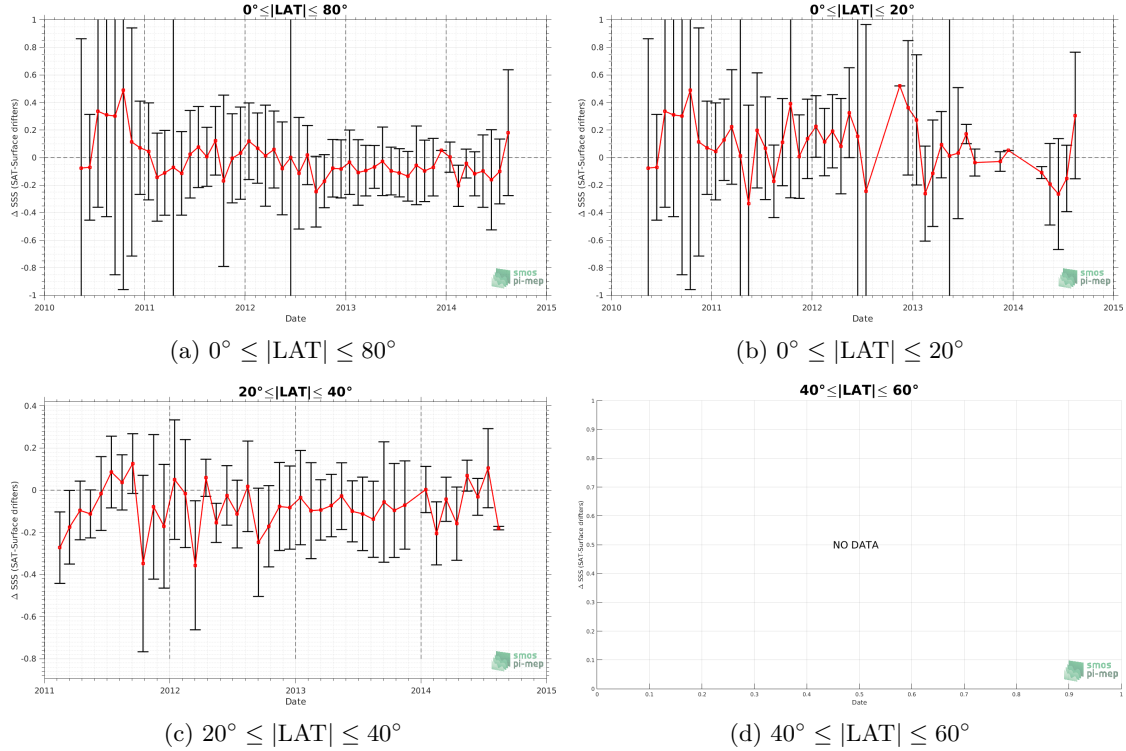 0°≤|LAT|≤ 80°
Δ SSS (SAT-Surface drifters)
1
0.8
0.6
0.4
0.2
0
-0.2
-0.4
-0.6
-0.8
-1
2010
2011
2012
2013
2014
2015
Date
smos
pi-mep
(a) 0° ≤ |LAT| ≤ 80°
0°≤|LAT|≤ 20°
Δ SSS (SAT-Surface drifters)
1
0.8
0.6
0.4
0.2
0
-0.2
-0.4
-0.6
-0.8
-1
2010
2011
2012
2013
2014
2015
Date
smos
pi-mep
(b) 0° ≤ |LAT| ≤ 20°
20°≤|LAT|≤ 40°
Δ SSS (SAT-Surface drifters)
0.4
0.2
0
-0.2
-0.4
-0.6
-0.8
2011
2012
2013
2014
2015
Date
smos
pi-mep
(c) 20° ≤ |LAT| ≤ 40°
40°≤|LAT|≤ 60°
Δ SSS (SAT-Surface drifters)
1
0.9
0.8
0.7
0.6
0.5
0.4
0.3
0.2
0.1
0
NO DATA
0
0.1
0.2
0.3
0.4
0.5
0.6
0.7
0.8
0.9
1
Date
smos
pi-mep
(d) 40° ≤ |LAT| ≤ 60°